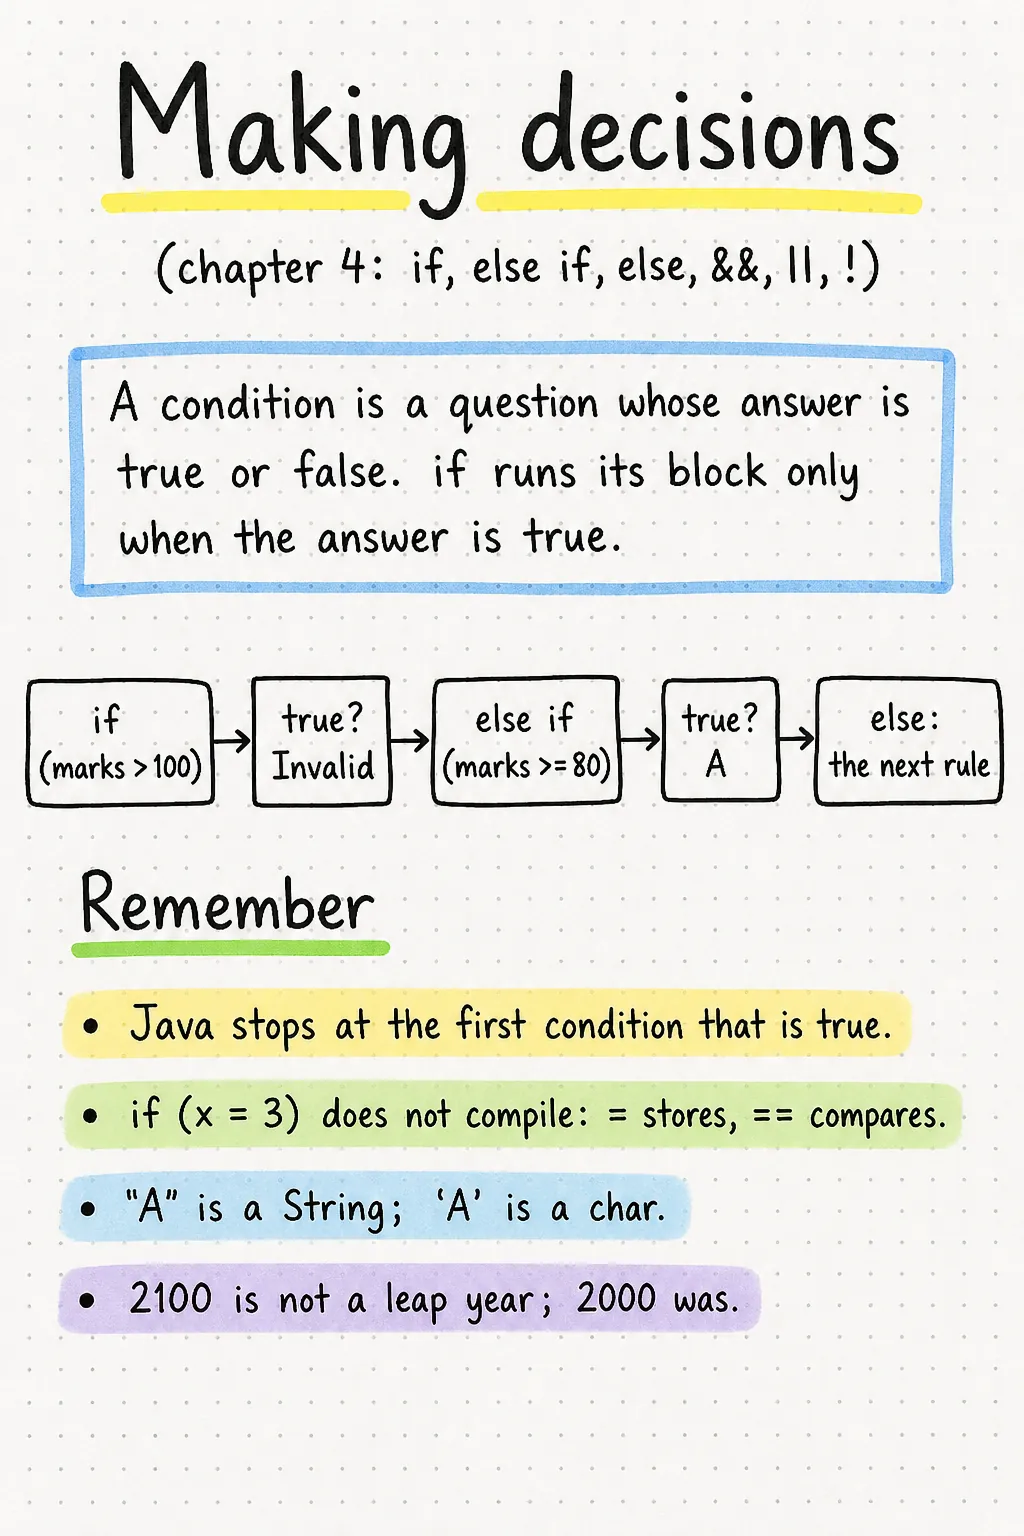 Making decisions
(chapter 4: if, else if, else, &&, ||, !)
A condition is a question whose answer is
true or false. if runs its block only
when the answer is true.
if
(marks > 100)
true?
Invalid
else if
(marks >= 80)
true?
A
else:
the next rule
Remember
• Java stops at the first condition that is true.
• if (x = 3) does not compile: = stores, == compares.
• "A" is a String; 'A' is a char.
• 2100 is not a leap year; 2000 was.